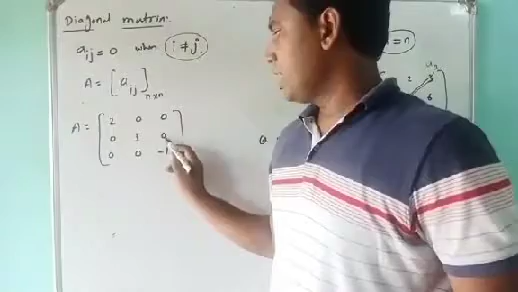 Diagonal matrix.
aij = 0 when i ≠ j
= n
A = [ aij ] n×n
A = [ 2 0 0
0 1 0
0 0 -1